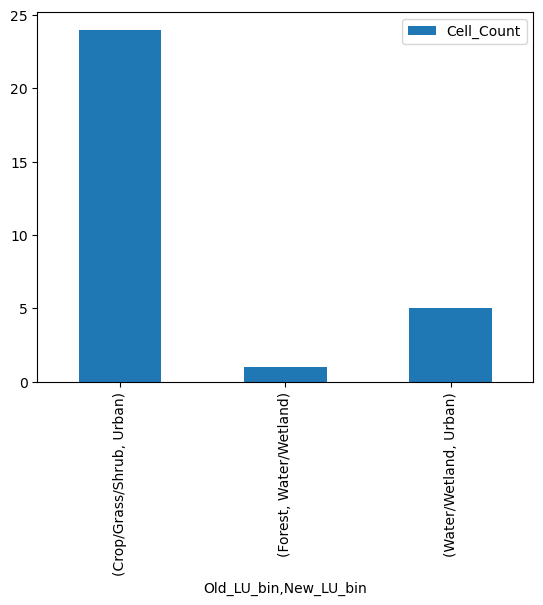 25
20
15
10
5
0
Cell_Count
(Crop/Grass/Shrub, Urban)
(Forest, Water/Wetland)
(Water/Wetland, Urban)
Old_LU_bin,New_LU_bin